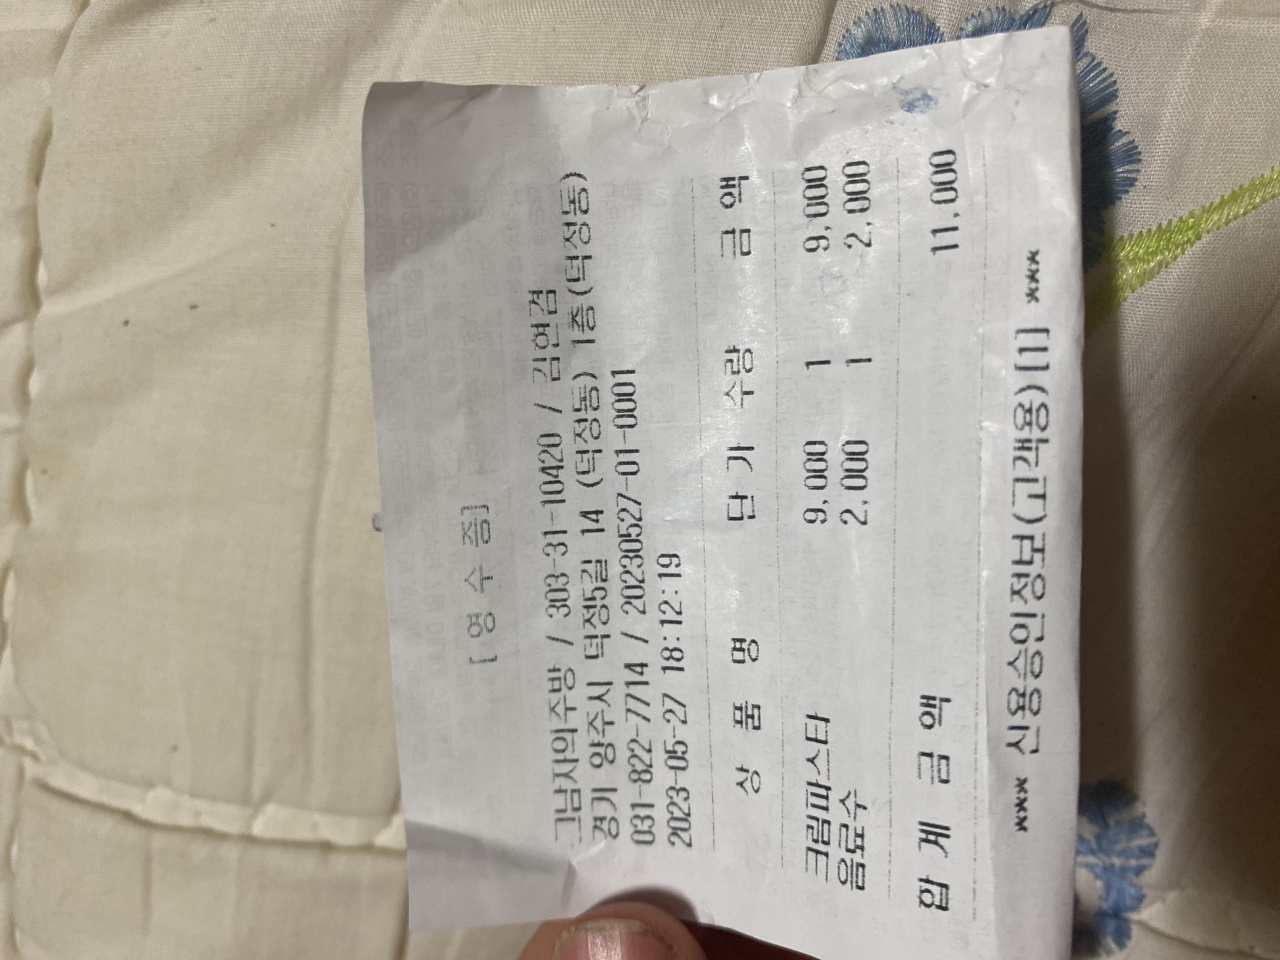 [ 영 수 증]
그남자의주방 / 303-31-10420 / 김현겸
경기 양주시 덕정5길 14 (덕정동) 1층(덕정동)
031-822-7714 / 20230527-01-0001
2023-05-27 18:12:19
상 품 명 단 가 수량 금 액
크림파스타 9,000 1 9,000
음료수 2,000 1 2,000
합 계 금 액 11,000
*** 신용승인정보(고객용)[1] ***